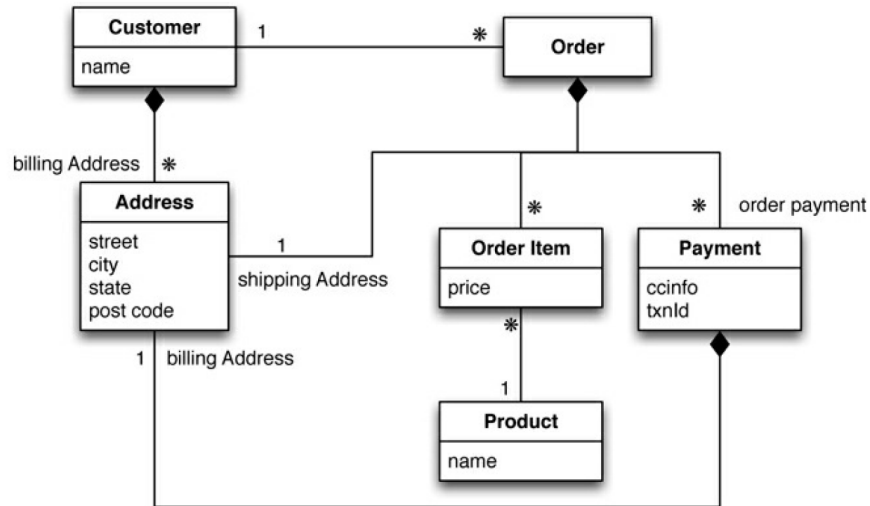 Customer
name
1
*
Order
billing Address
*
Address
street
city
state
post code
1
shipping Address
*
Order Item
price
*
order payment
Payment
ccinfo
txnId
*
1
Product
name
1
billing Address